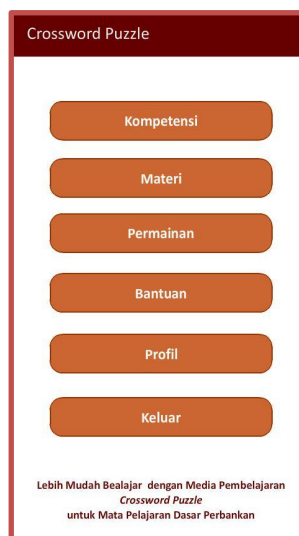 Crossword Puzzle
Kompetensi
Materi
Permainan
Bantuan
Profil
Keluar
Lebih Mudah Bealajar dengan Media Pembelajaran
Crossword Puzzle
untuk Mata Pelajaran Dasar Perbankan